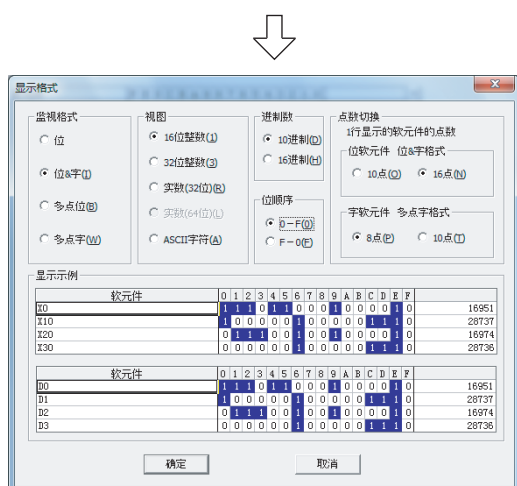 显示格式
监视格式
位
位&字(I)
多点位(B)
多点字(W)
视图
16位整数(1)
32位整数(3)
实数(32位)(R)
实数(64位)(L)
ASCII字符(A)
进制数
10进制(D)
16进制(H)
位顺序
0-F(0)
F-0(F)
点数切换
1行显示的软元件的点数
位软元件 位&字格式
10点(O) 16点(N)
字软元件 多点字格式
8点(P) 10点(T)
显示示例
软元件 0 1 2 3 4 5 6 7 8 9 A B C D E F
X0 1 1 1 0 1 1 0 0 0 1 0 0 0 0 1 0 16951
X10 1 0 0 0 0 0 1 0 0 0 0 0 1 1 1 0 28737
X20 0 1 1 1 0 0 1 0 0 1 0 0 0 0 1 0 16974
X30 0 0 0 0 0 0 1 0 0 0 0 0 1 1 1 0 28736
软元件 0 1 2 3 4 5 6 7 8 9 A B C D E F
D0 1 1 1 0 1 1 0 0 0 1 0 0 0 0 1 0 16951
D1 1 0 0 0 0 0 1 0 0 0 0 0 1 1 1 0 28737
D2 0 1 1 1 0 0 1 0 0 1 0 0 0 0 1 0 16974
D3 0 0 0 0 0 0 1 0 0 0 0 0 1 1 1 0 28736
确定 取消